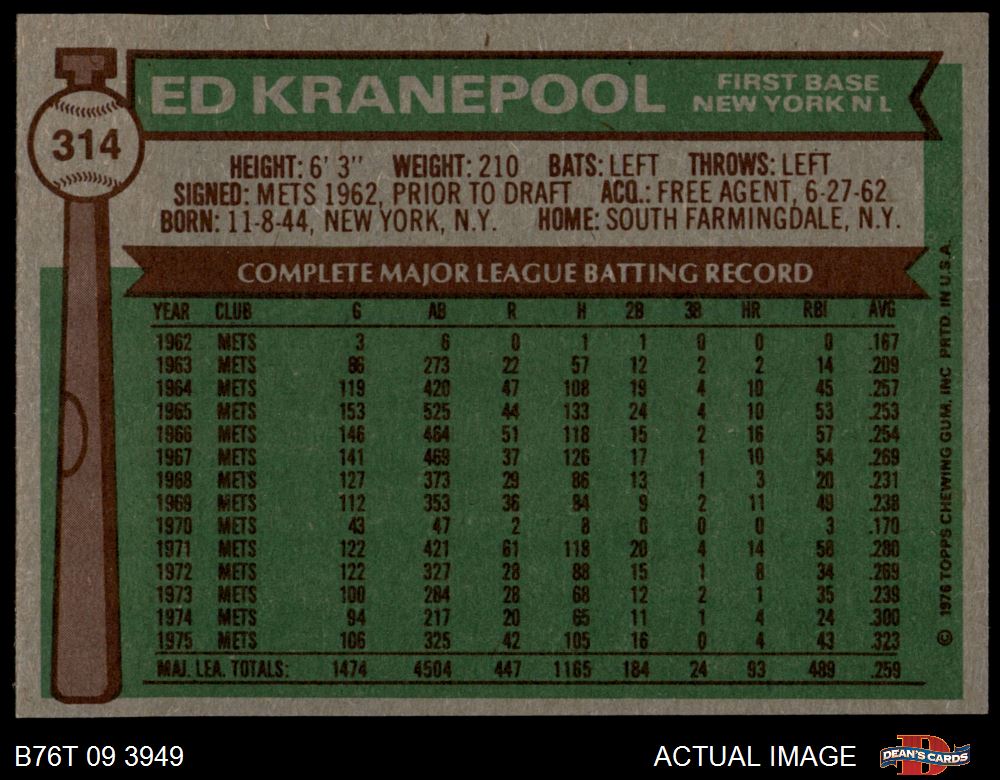 ED KRANEPOOL
FIRST BASE
NEW YORK N L
314
HEIGHT: 6' 3" WEIGHT: 210 BATS: LEFT THROWS: LEFT
SIGNED: METS 1962, PRIOR TO DRAFT ACQ.: FREE AGENT, 6-27-62
BORN: 11-8-44, NEW YORK, N.Y. HOME: SOUTH FARMINGDALE, N.Y.
COMPLETE MAJOR LEAGUE BATTING RECORD
YEAR CLUB G AB R H 2B 3B HR RBI AVG
1962 METS 3 6 0 1 1 0 0 0 .167
1963 METS 86 273 22 57 12 2 2 14 .209
1964 METS 119 420 47 108 19 4 10 45 .257
1965 METS 153 525 44 133 24 4 10 53 .253
1966 METS 146 464 51 118 15 2 16 57 .254
1967 METS 141 469 37 126 17 1 10 54 .269
1968 METS 127 373 29 86 13 1 3 20 .231
1969 METS 112 353 36 84 9 2 11 49 .238
1970 METS 43 47 2 8 0 0 0 3 .170
1971 METS 122 421 61 118 20 4 14 58 .280
1972 METS 122 327 28 88 15 1 8 34 .269
1973 METS 100 284 28 68 12 2 1 35 .239
1974 METS 94 217 20 65 11 1 4 24 .300
1975 METS 106 325 42 105 16 0 4 43 .323
MAJ. LEA. TOTALS: 1474 4504 447 1165 184 24 93 489 .259
© 1976 TOPPS CHEWING GUM, INC PRTD. IN U.S.A.
B76T 09 3949
ACTUAL IMAGE
DEAN'S CARDS